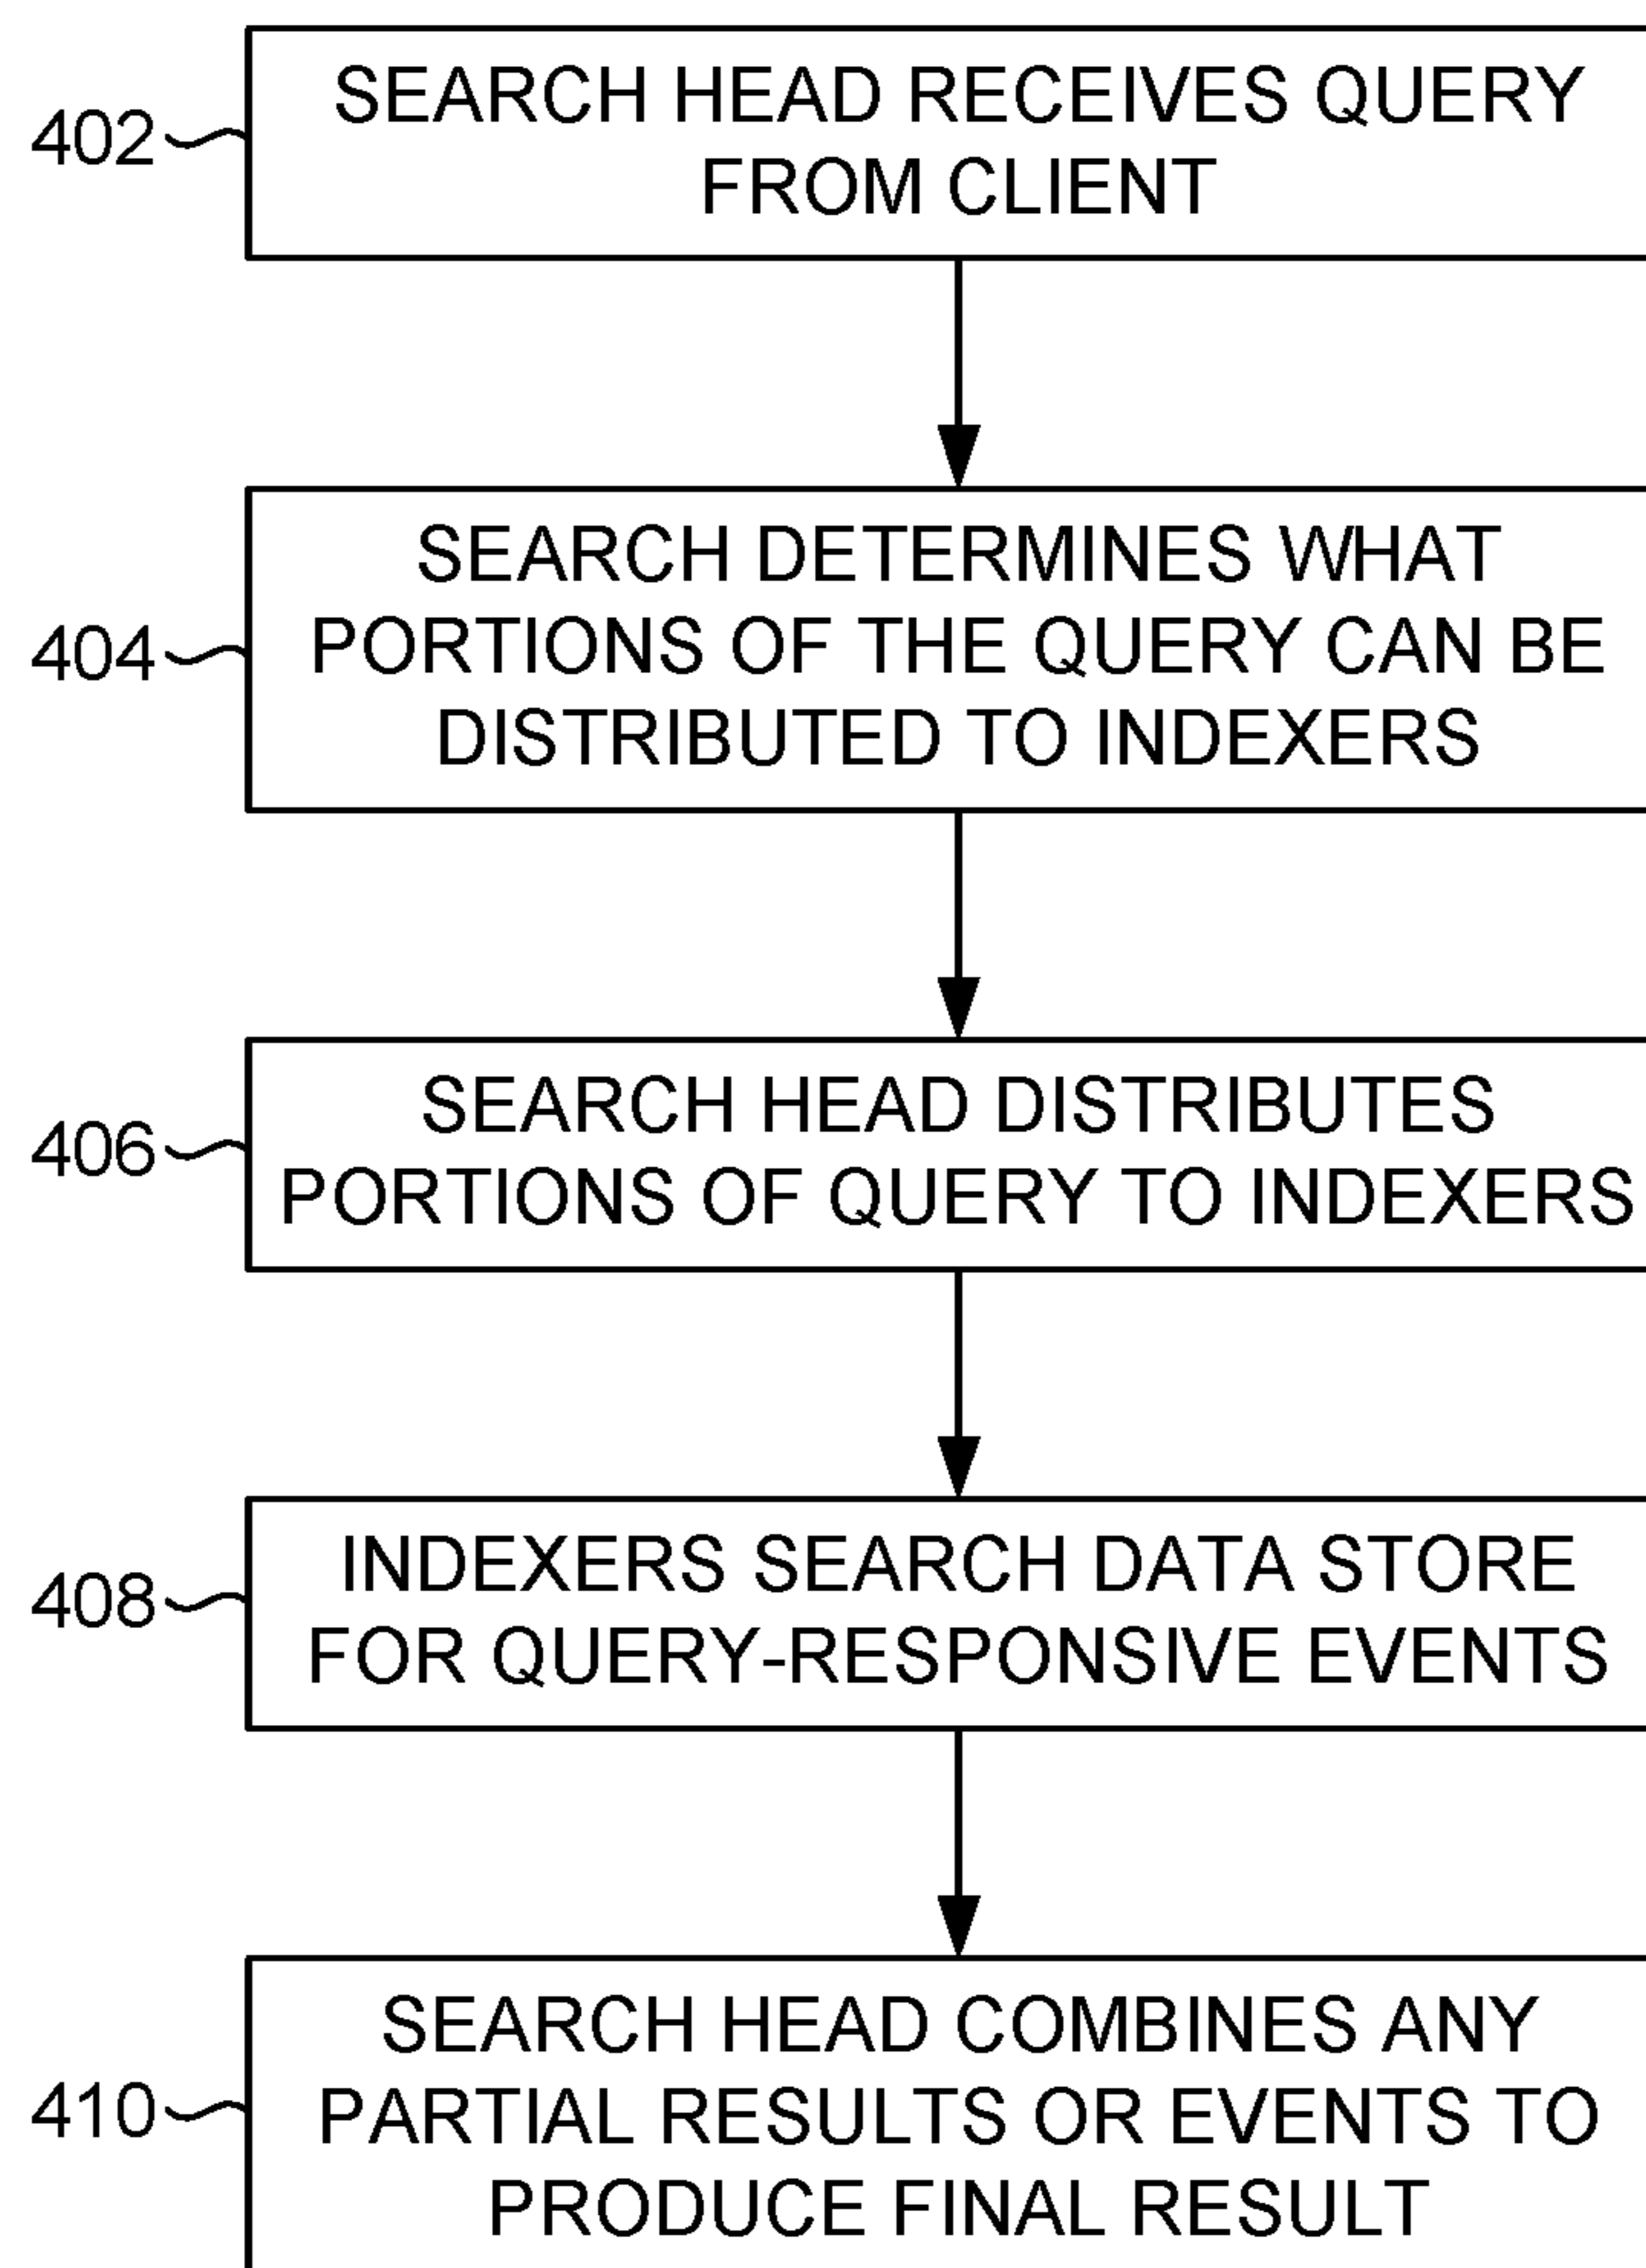 402
SEARCH HEAD RECEIVES QUERY
FROM CLIENT
404
SEARCH DETERMINES WHAT
PORTIONS OF THE QUERY CAN BE
DISTRIBUTED TO INDEXERS
406
SEARCH HEAD DISTRIBUTES
PORTIONS OF QUERY TO INDEXERS
408
INDEXERS SEARCH DATA STORE
FOR QUERY-RESPONSIVE EVENTS
410
SEARCH HEAD COMBINES ANY
PARTIAL RESULTS OR EVENTS TO
PRODUCE FINAL RESULT